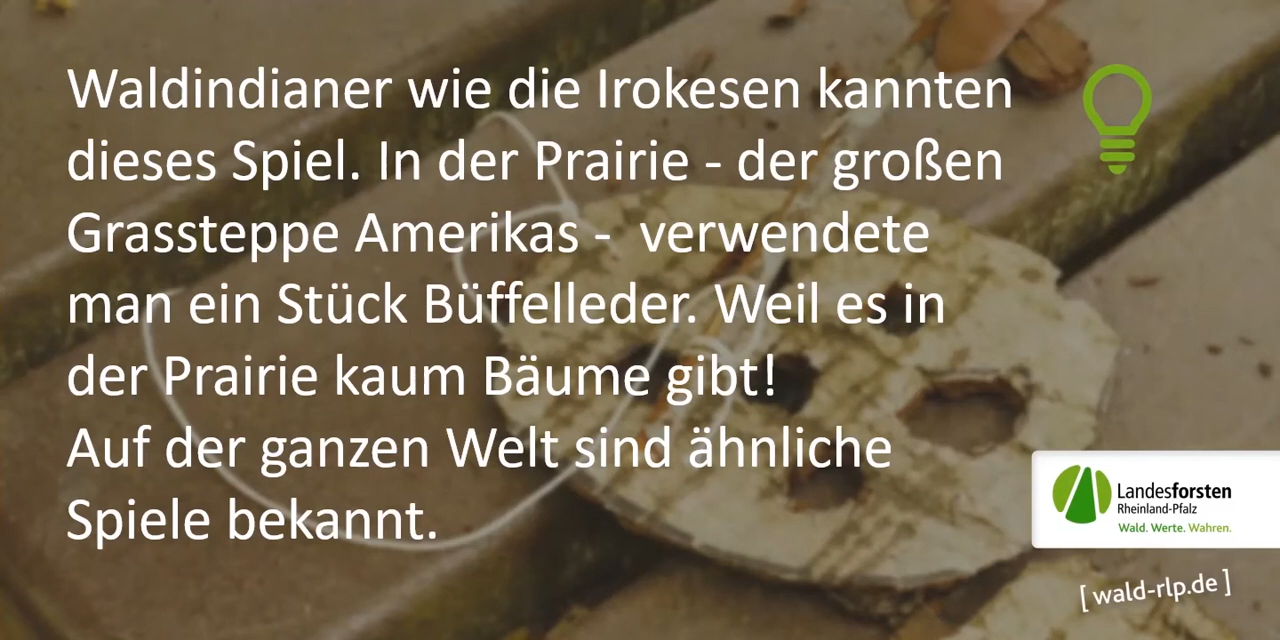 Waldindianer wie die Irokesen kannten
dieses Spiel. In der Prairie - der großen
Grassteppe Amerikas -  verwendete
man ein Stück Büffelleder. Weil es in
der Prairie kaum Bäume gibt!
Auf der ganzen Welt sind ähnliche
Spiele bekannt.
Landesforsten
Rheinland-Pfalz
Wald. Werte. Wahren.
[ wald-rlp.de ]